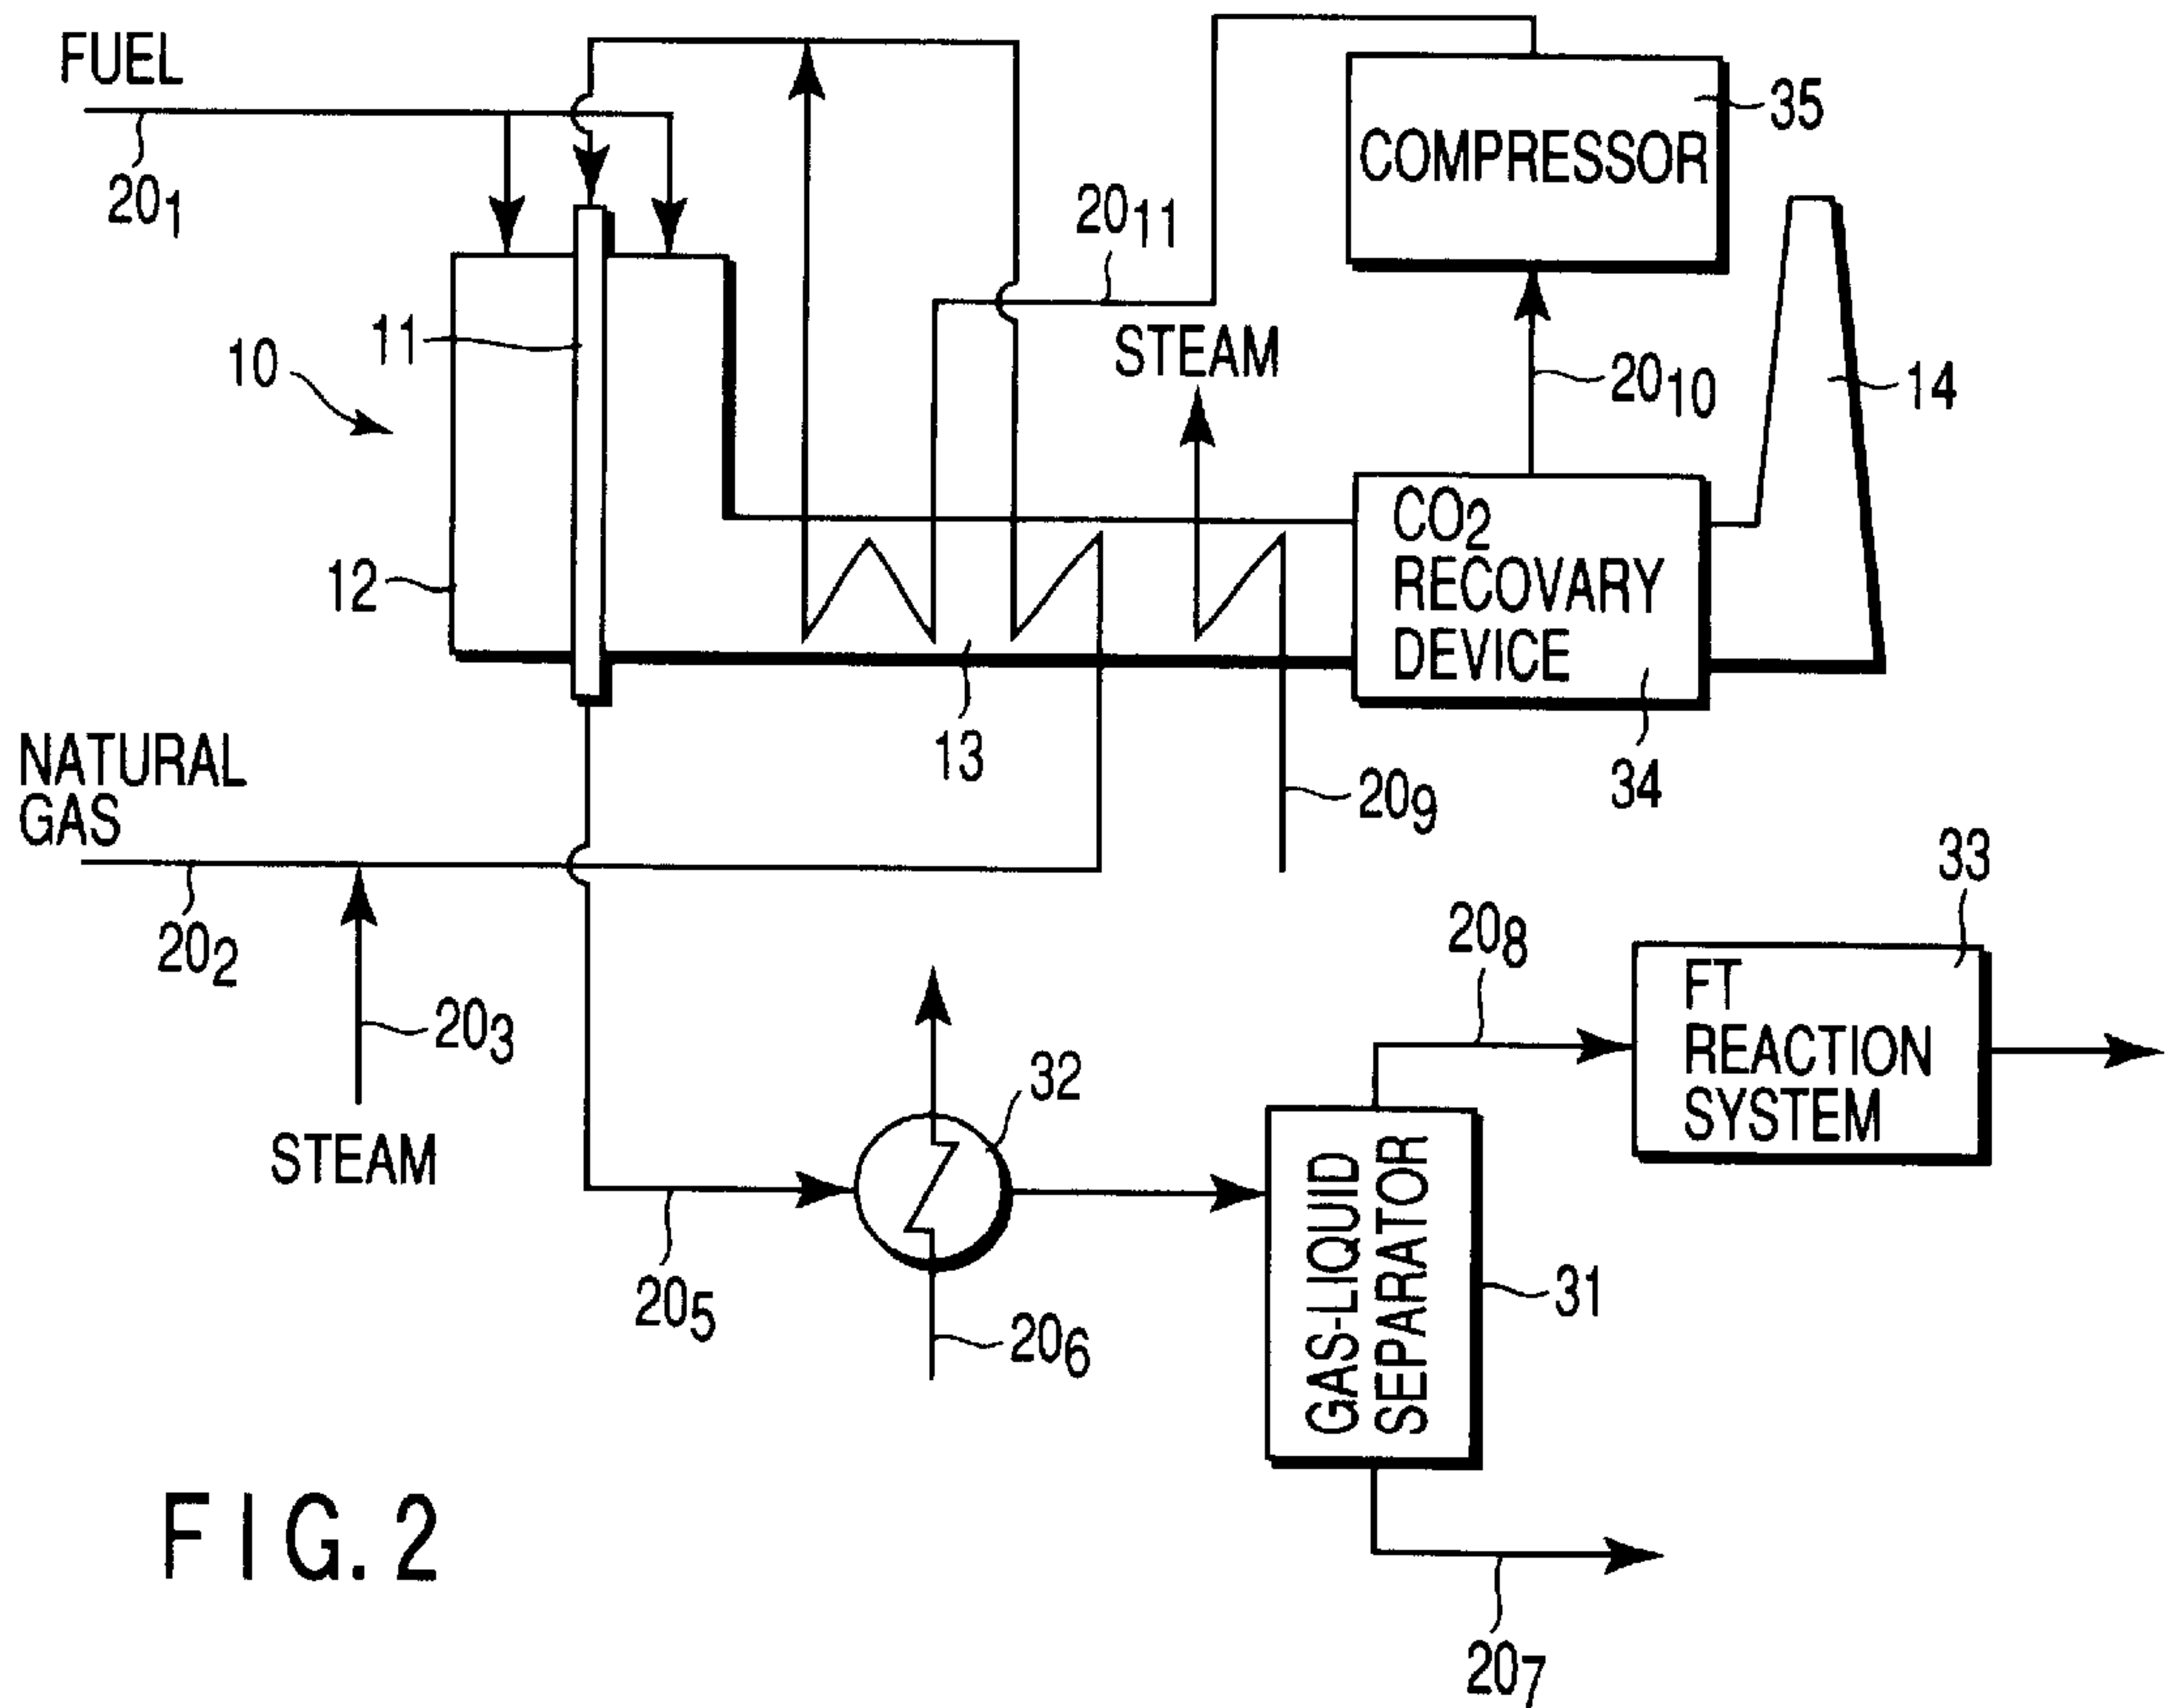 FUEL
20₁
COMPRESSOR
35
20₁₁
STEAM
10
11
20₁₀
14
12
CO₂
RECOVARY
DEVICE
13
34
20₉
NATURAL
GAS
20₂
20₃
STEAM
33
20₈
FT
REACTION
SYSTEM
32
20₅
20₆
GAS-LIQUID
SEPARATOR
31
20₇
FIG. 2